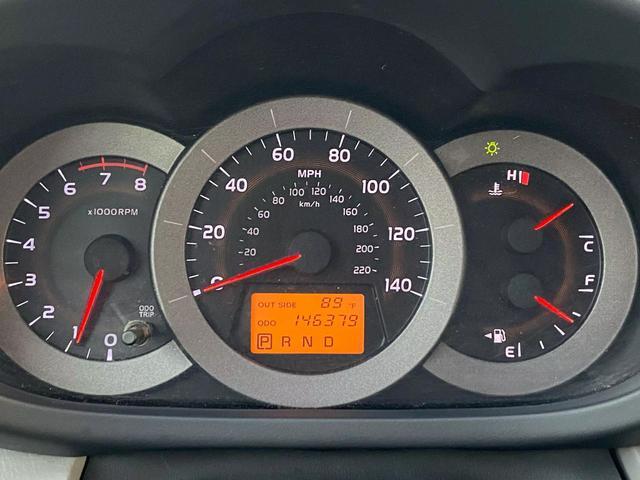 0 1 2 3 4 5 6 7 8
x1000RPM
ODO
TRIP
0 20 40 60 80 100 120 140
MPH
20 40 60 80 100 120 140 160 180 200 220
km/h
OUT SIDE 89 °F
ODO 146379
P R N D
H
C
F
E